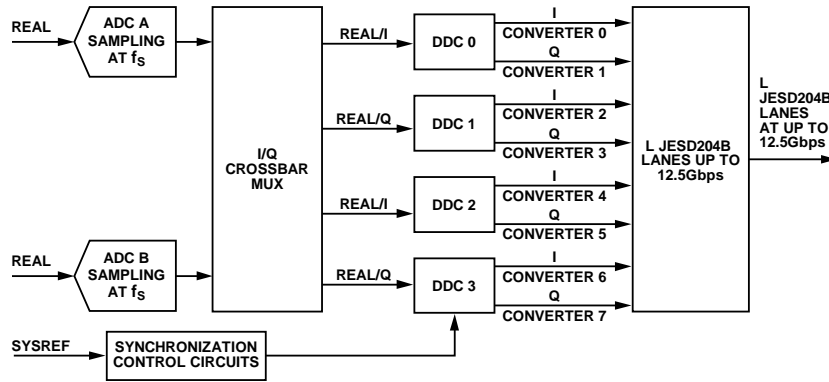 REAL
ADC A
SAMPLING
AT fS
I/Q
CROSSBAR
MUX
REAL/I
DDC 0
I
CONVERTER 0
Q
CONVERTER 1
REAL/Q
DDC 1
I
CONVERTER 2
Q
CONVERTER 3
REAL/I
DDC 2
I
CONVERTER 4
Q
CONVERTER 5
REAL
ADC B
SAMPLING
AT fS
REAL/Q
DDC 3
I
CONVERTER 6
Q
CONVERTER 7
L JESD204B
LANES UP TO
12.5Gbps
L
JESD204B
LANES
AT UP TO
12.5Gbps
SYSREF
SYNCHRONIZATION
CONTROL CIRCUITS